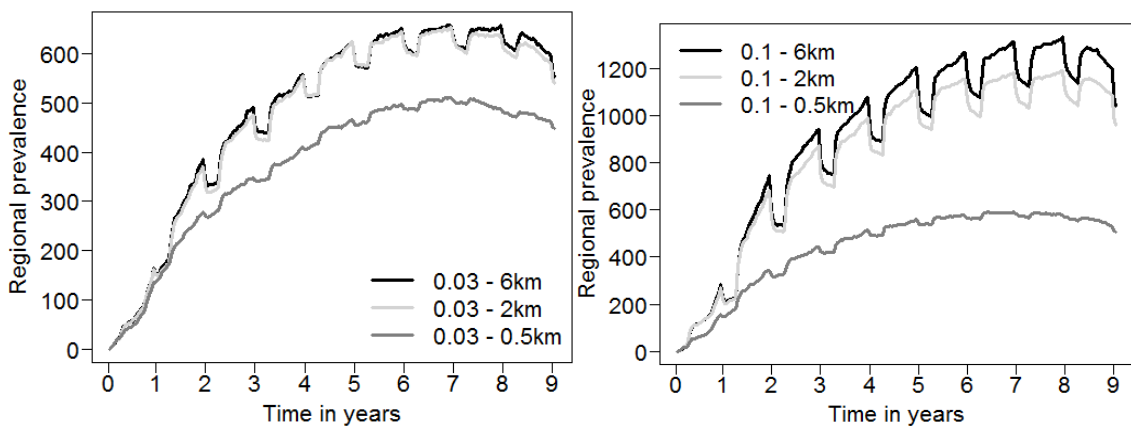 Regional prevalence
600
500
400
300
200
100
0
0.03 - 6km
0.03 - 2km
0.03 - 0.5km
0 1 2 3 4 5 6 7 8 9
Time in years
Regional prevalence
1200
1000
800
600
400
200
0
0.1 - 6km
0.1 - 2km
0.1 - 0.5km
0 1 2 3 4 5 6 7 8 9
Time in years